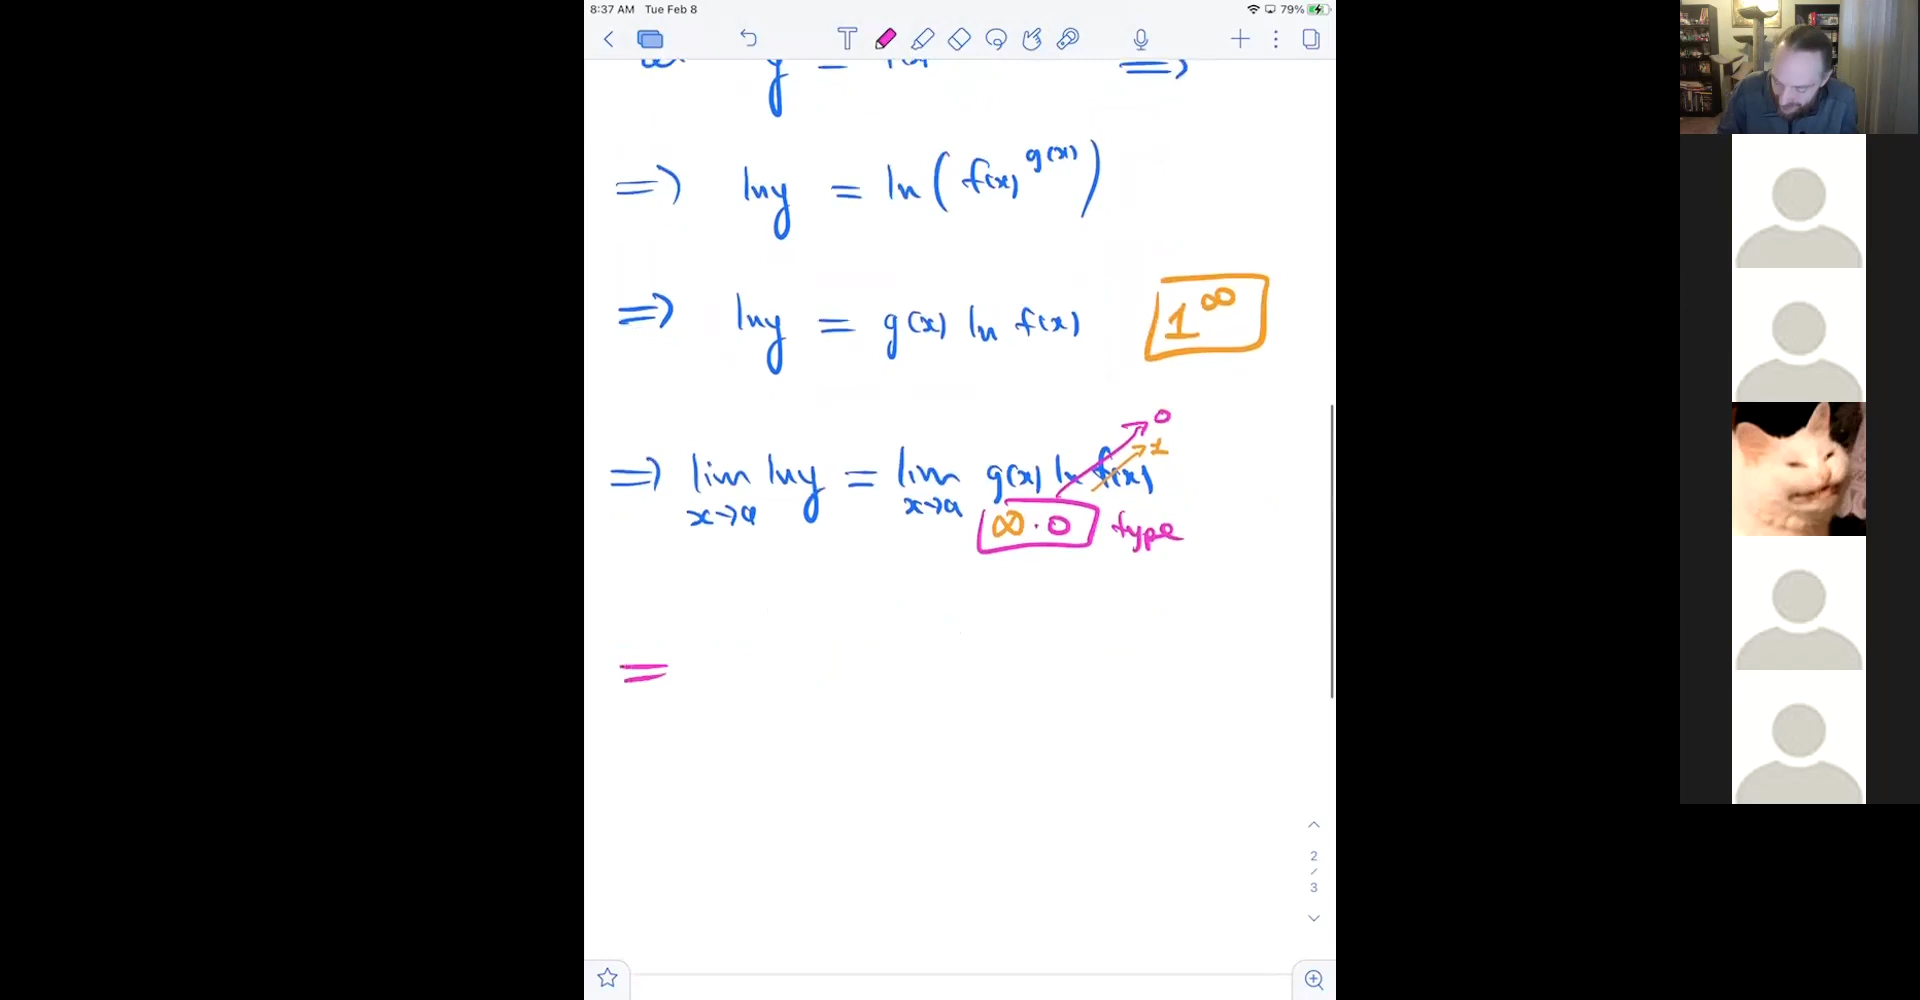 8:37 AM Tue Feb 8 79%
y =  =>
=> ln y = ln ( f(x)^g(x) )
=> ln y = g(x) ln f(x) 1^∞
0
1
=> lim ln y = lim g(x) ln f(x)
x→a x→a
∞ · 0 type
=
2
/
3